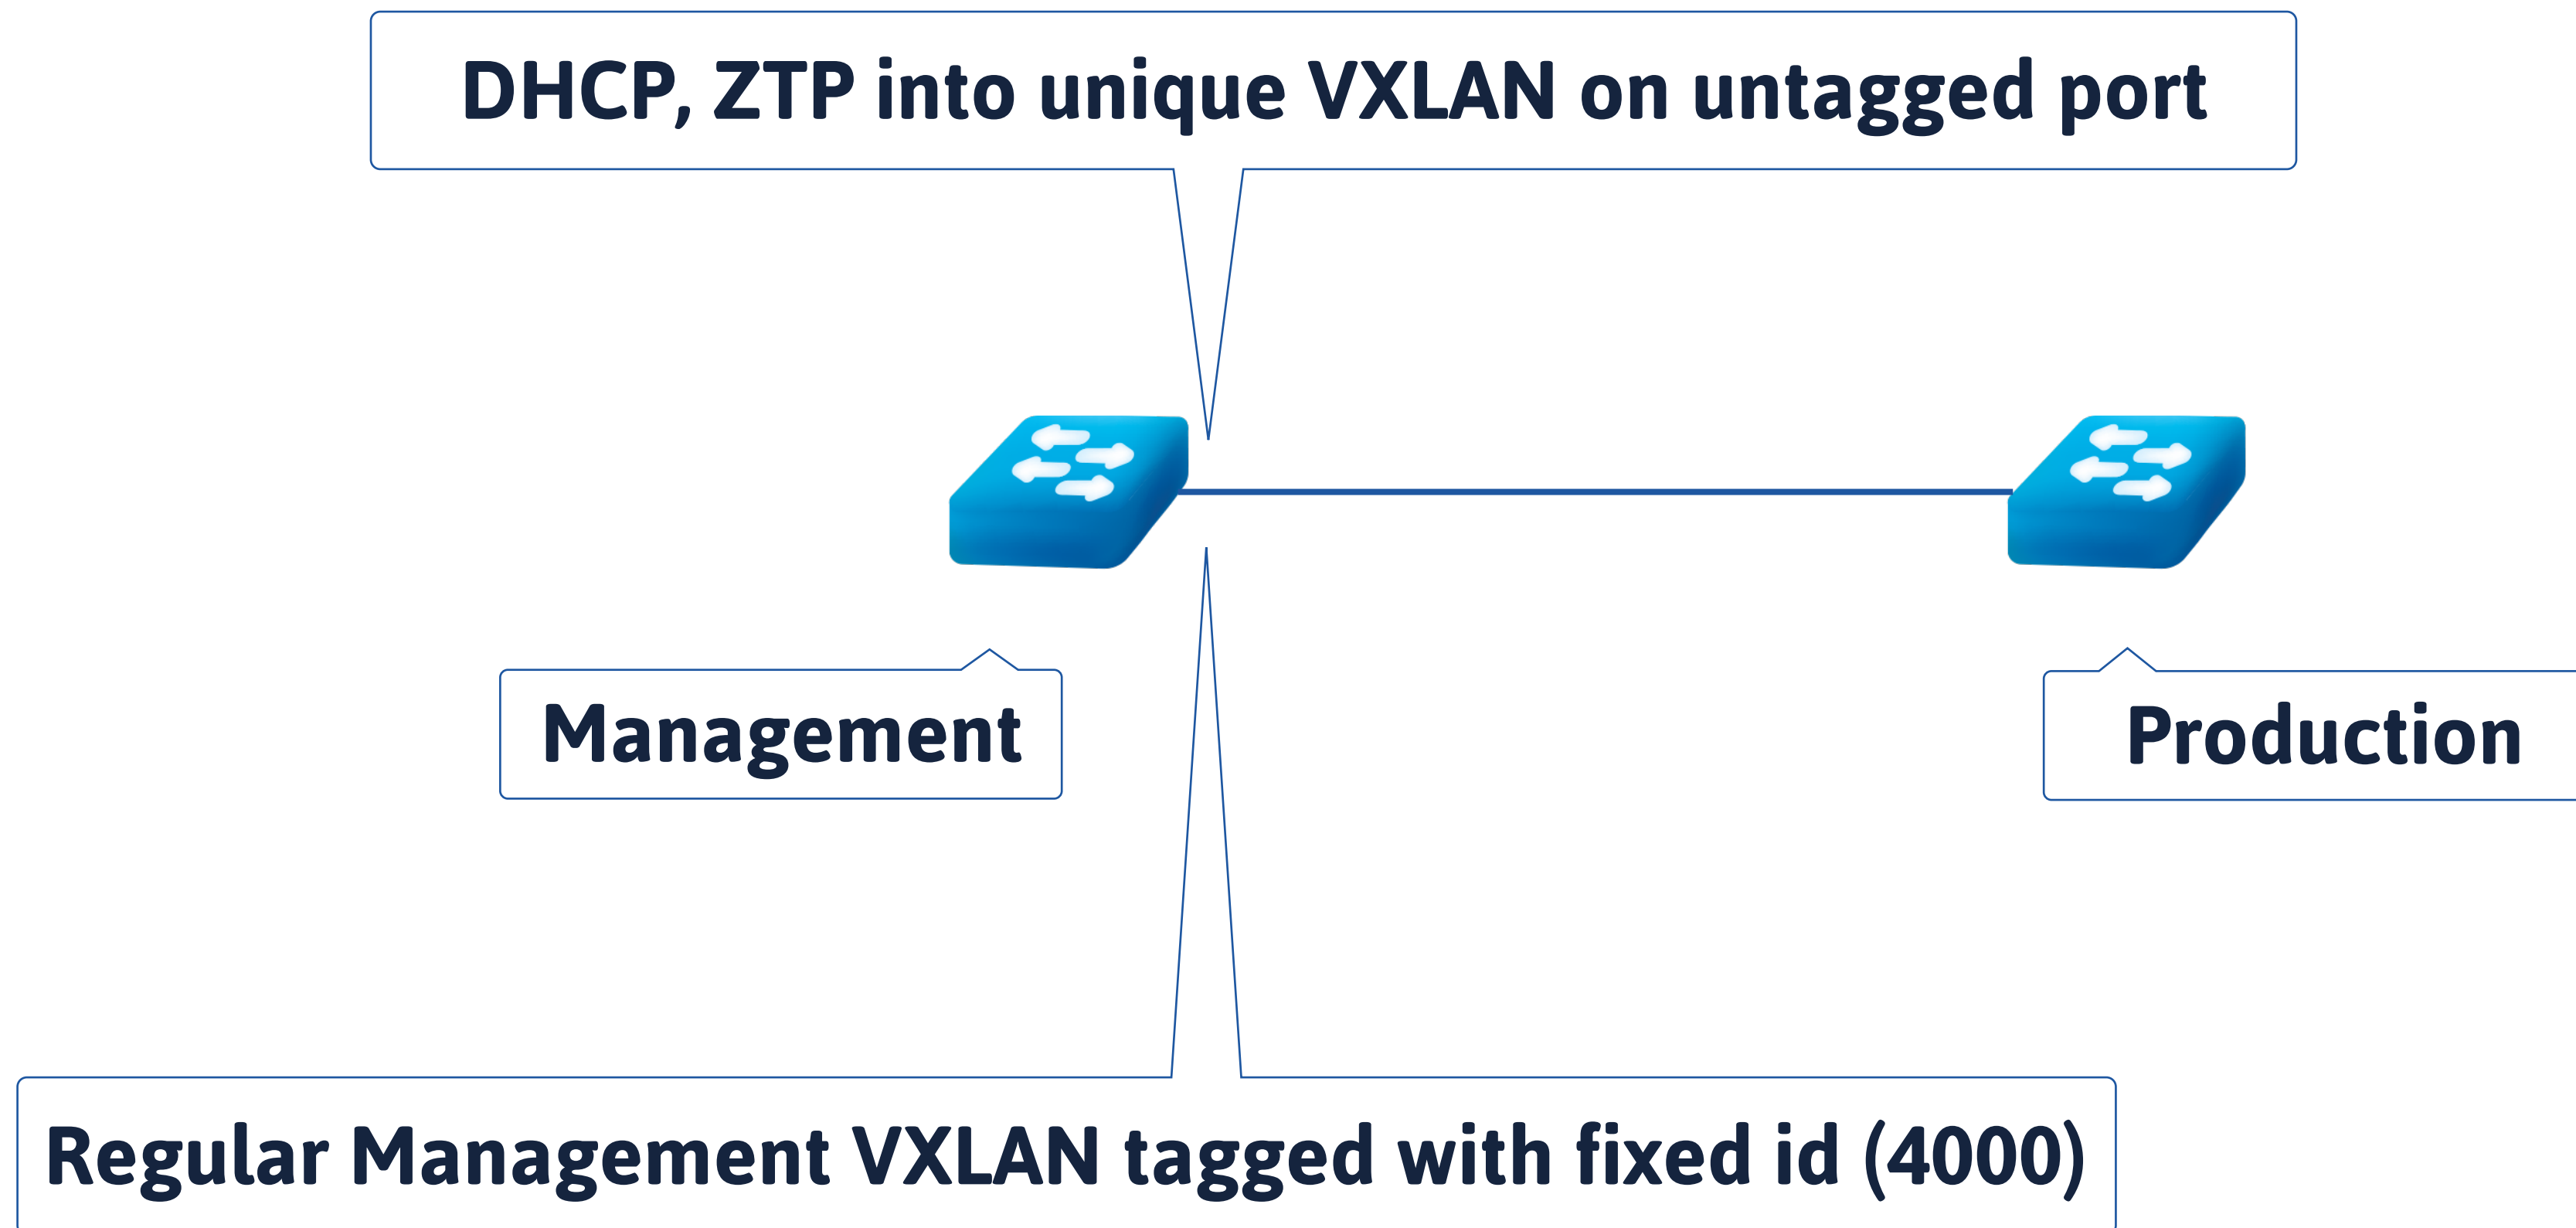 DHCP, ZTP into unique VXLAN on untagged port
Management
Production
Regular Management VXLAN tagged with fixed id (4000)